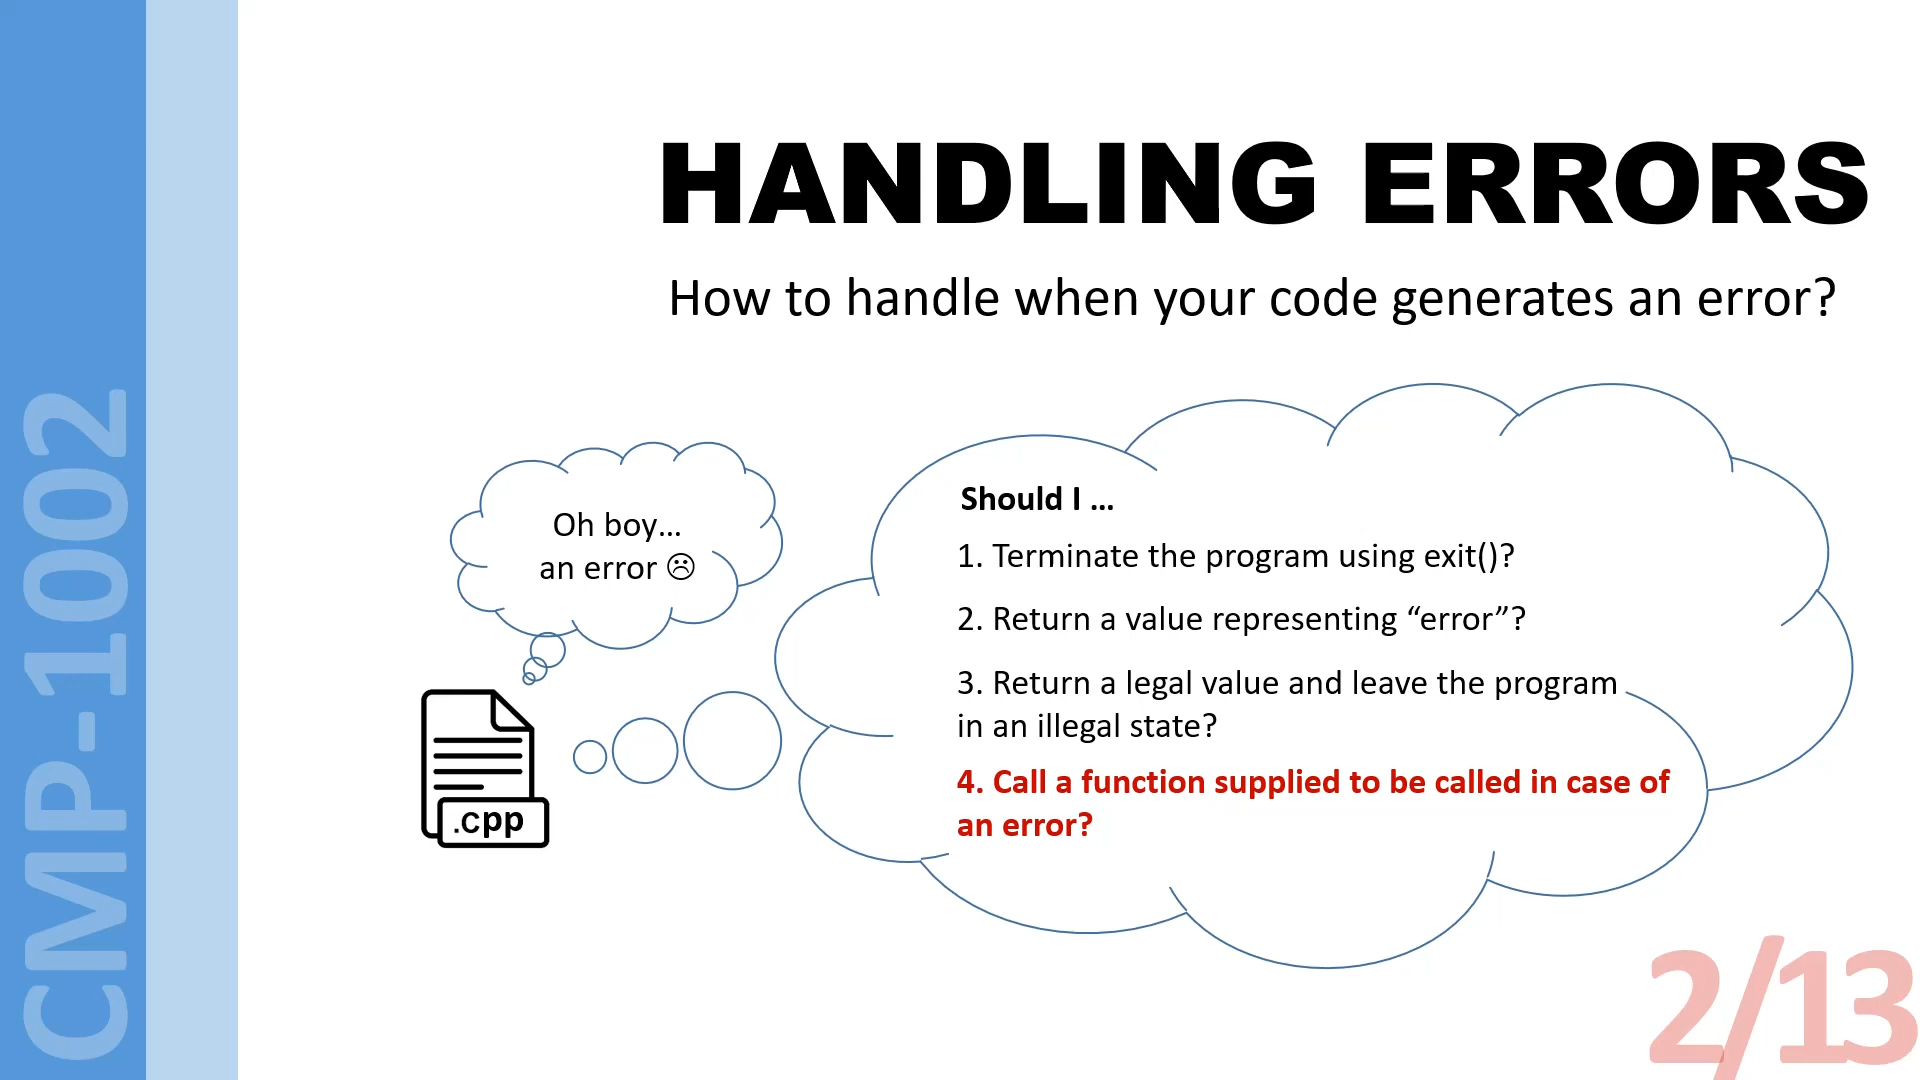 CMP-1002
HANDLING ERRORS
How to handle when your code generates an error?
Oh boy...
an error ☹
.cpp
Should I ...
1. Terminate the program using exit()?
2. Return a value representing “error”?
3. Return a legal value and leave the program
in an illegal state?
4. Call a function supplied to be called in case of
an error?
2/13